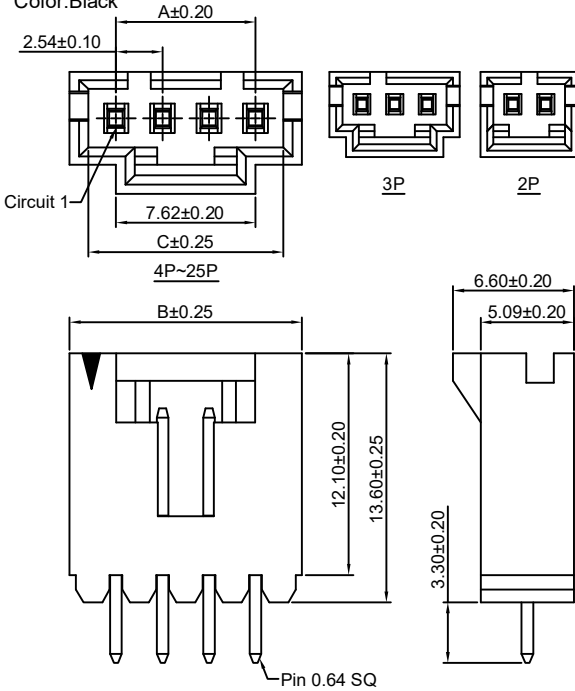 Color:Black
A±0.20
2.54±0.10
Circuit 1
7.62±0.20
C±0.25
4P~25P
3P
2P
6.60±0.20
5.09±0.20
B±0.25
12.10±0.20
13.60±0.25
3.30±0.20
Pin 0.64 SQ